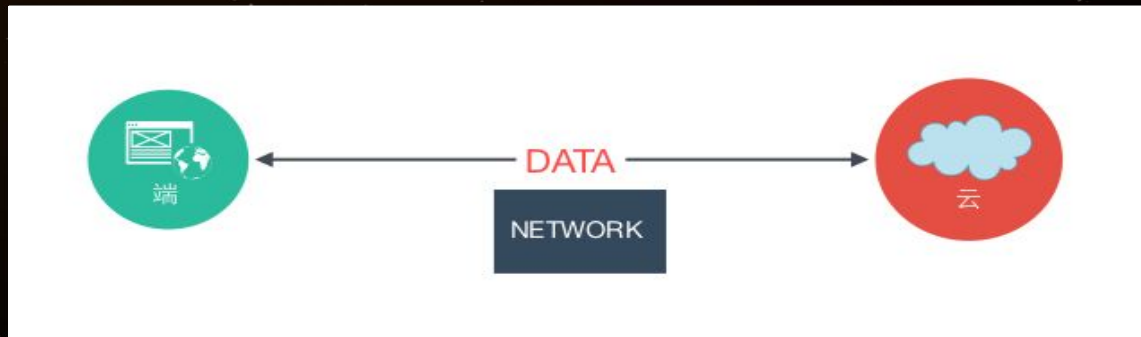 端
DATA
NETWORK
云